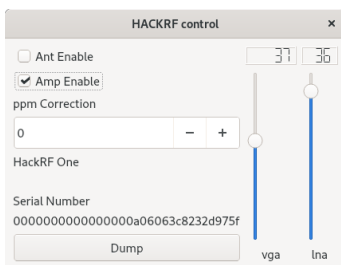 HACKRF control ×
Ant Enable
37 36
Amp Enable
ppm Correction
0 − +
HackRF One
Serial Number
0000000000000000a06063c8232d975f
Dump
vga lna